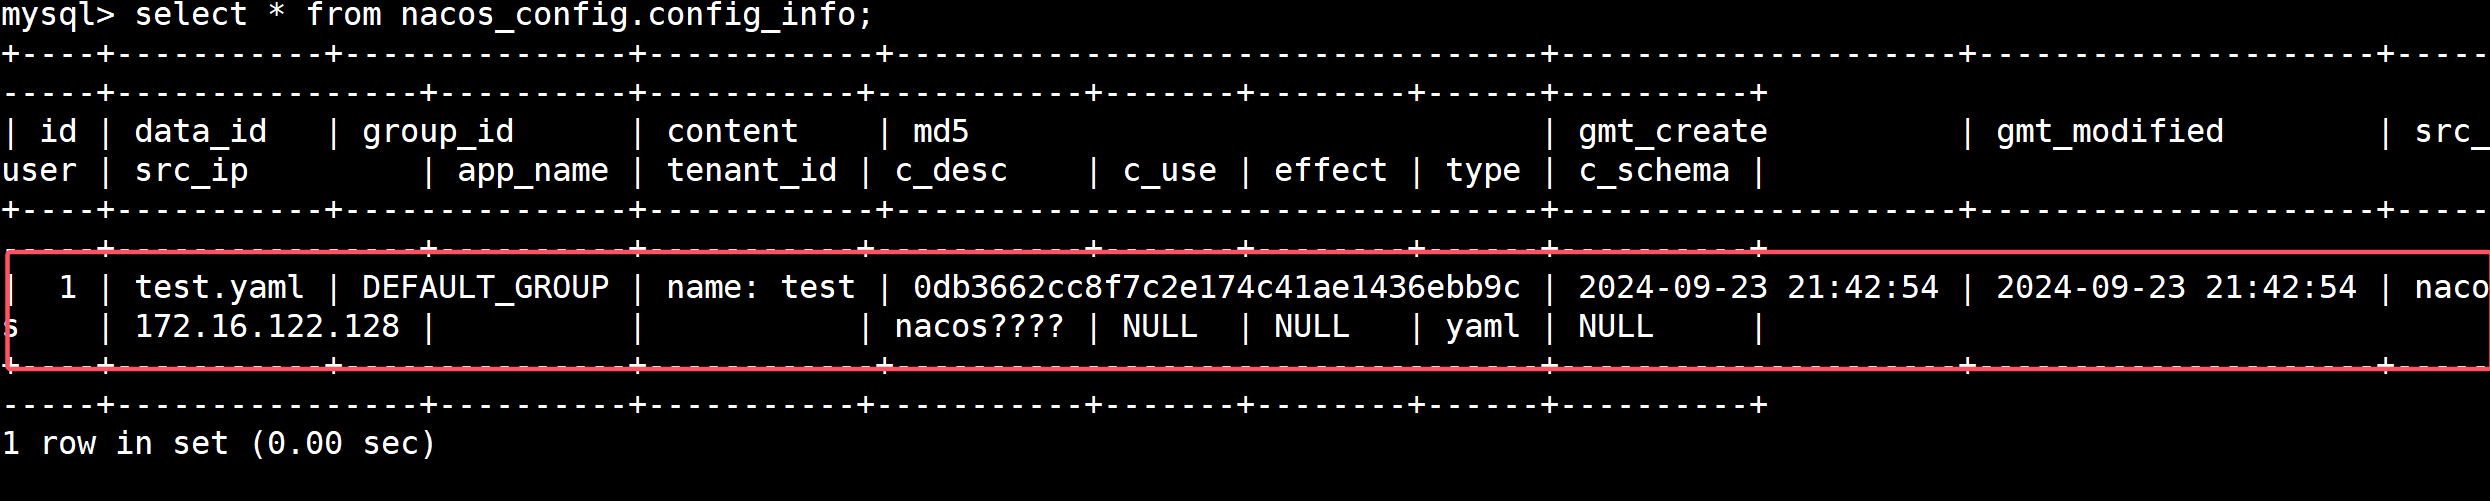 mysql> select * from nacos_config.config_info;
+----+-----------+---------------+------------+----------------------------------+---------------------+---------------------+-----
-----+----------------+----------+-----------+-----------+-------+--------+------+----------+
| id | data_id   | group_id      | content    | md5                              | gmt_create          | gmt_modified        | src_
user | src_ip         | app_name | tenant_id | c_desc    | c_use | effect | type | c_schema |
+----+-----------+---------------+------------+----------------------------------+---------------------+---------------------+-----
-----+----------------+----------+-----------+-----------+-------+--------+------+----------+
|  1 | test.yaml | DEFAULT_GROUP | name: test | 0db3662cc8f7c2e174c41ae1436ebb9c | 2024-09-23 21:42:54 | 2024-09-23 21:42:54 | naco
s    | 172.16.122.128 |          |           | nacos???? | NULL  | NULL   | yaml | NULL     |
+----+-----------+---------------+------------+----------------------------------+---------------------+---------------------+-----
-----+----------------+----------+-----------+-----------+-------+--------+------+----------+
1 row in set (0.00 sec)